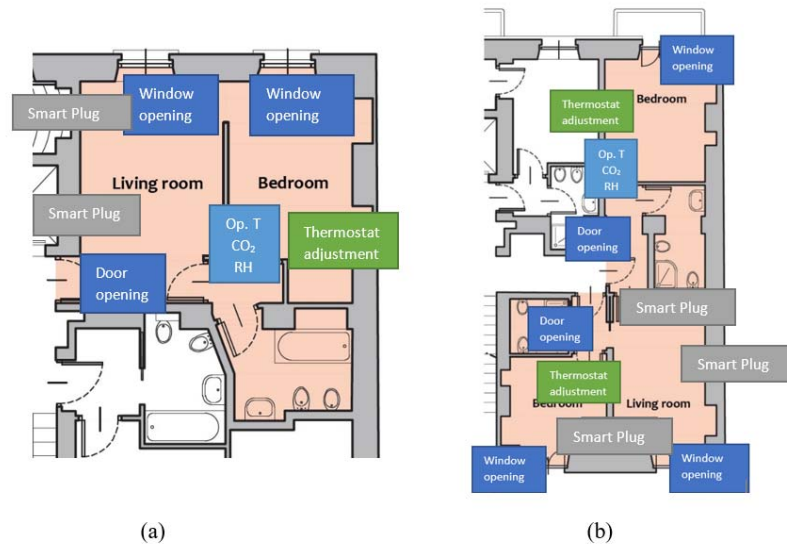 Window
opening
Window
opening
Smart Plug
Living room
Bedroom
Smart Plug
Op. T
CO₂
RH
Thermostat
adjustment
Door
opening
(a)
Window
opening
Bedroom
Thermostat
adjustment
Op. T
CO₂
RH
Door
opening
Smart Plug
Door
opening
Smart Plug
Thermostat
adjustment
Bedroom
Living room
Smart Plug
Window
opening
Window
opening
(b)